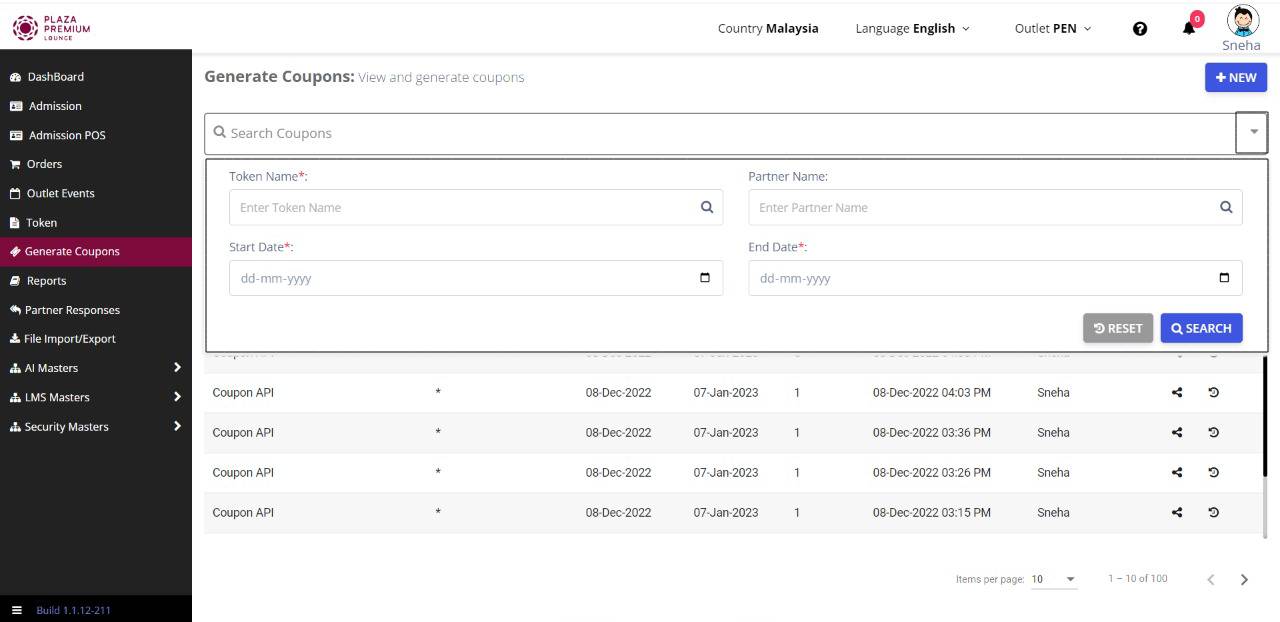 PLAZA
PREMIUM
LOUNGE
Country Malaysia
Language English
Outlet PEN
0
Sneha
DashBoard
Admission
Admission POS
Orders
Outlet Events
Token
Generate Coupons
Reports
Partner Responses
File Import/Export
AI Masters
LMS Masters
Security Masters
Build 1.1.12-211
Generate Coupons: View and generate coupons
+ NEW
Search Coupons
Token Name*:
Partner Name:
Enter Token Name
Enter Partner Name
Start Date*:
End Date*:
dd-mm-yyyy
dd-mm-yyyy
RESET
SEARCH
Coupon API * 08-Dec-2022 07-Jan-2023 1 08-Dec-2022 04:03 PM Sneha
Coupon API * 08-Dec-2022 07-Jan-2023 1 08-Dec-2022 03:36 PM Sneha
Coupon API * 08-Dec-2022 07-Jan-2023 1 08-Dec-2022 03:26 PM Sneha
Coupon API * 08-Dec-2022 07-Jan-2023 1 08-Dec-2022 03:15 PM Sneha
Items per page: 10 1 – 10 of 100